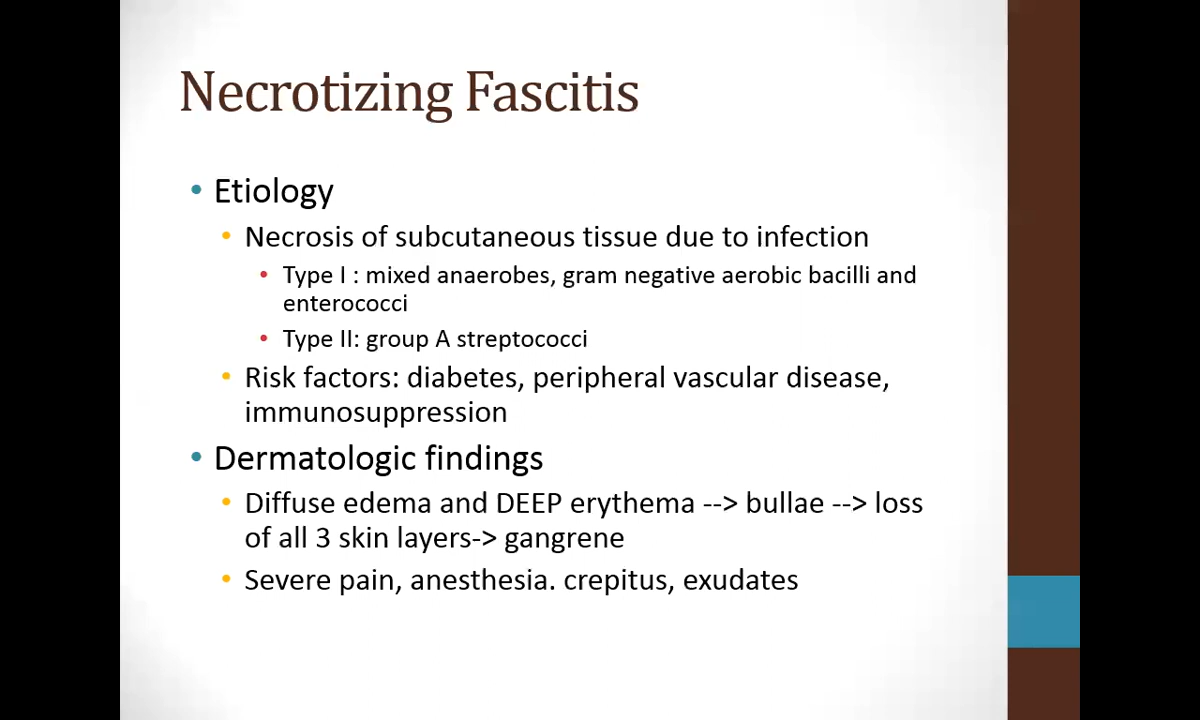 Necrotizing Fascitis
• Etiology
• Necrosis of subcutaneous tissue due to infection
• Type I : mixed anaerobes, gram negative aerobic bacilli and
enterococci
• Type II: group A streptococci
• Risk factors: diabetes, peripheral vascular disease,
immunosuppression
• Dermatologic findings
• Diffuse edema and DEEP erythema --> bullae --> loss
of all 3 skin layers-> gangrene
• Severe pain, anesthesia. crepitus, exudates